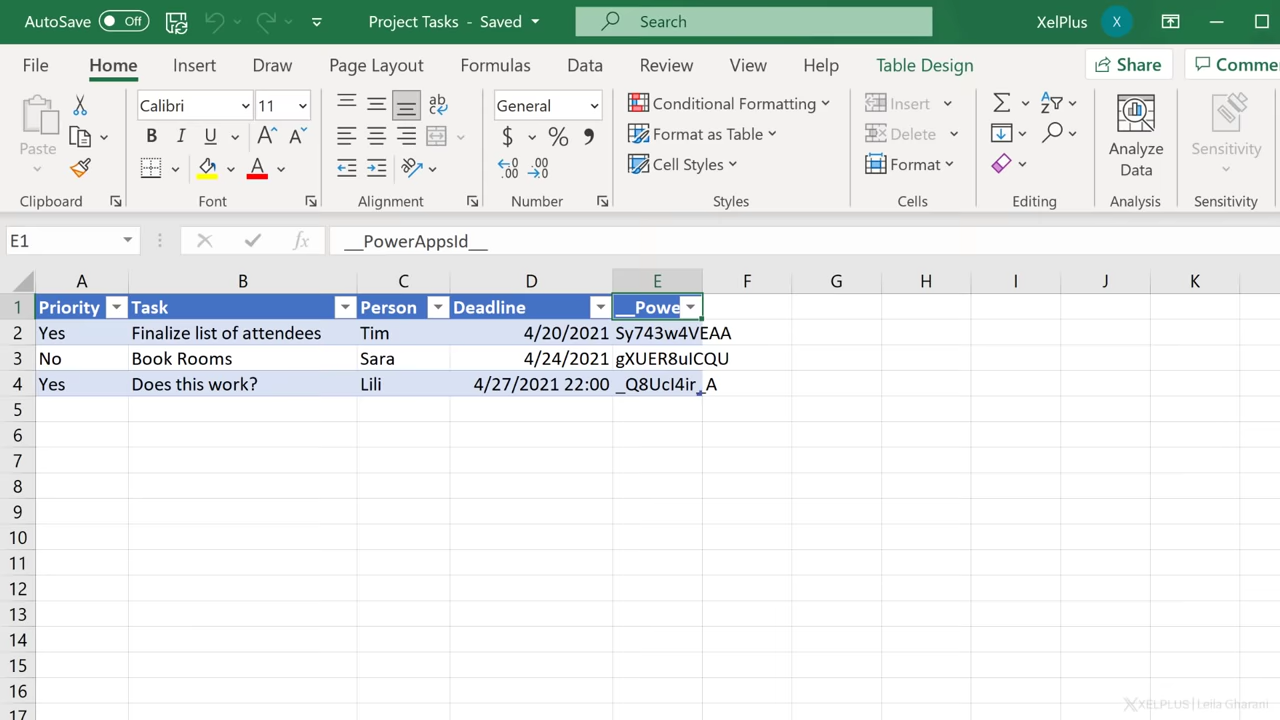 AutoSave Off Project Tasks - Saved Search XelPlus X
File Home Insert Draw Page Layout Formulas Data Review View Help Table Design Share Comme
Calibri 11 ab General Conditional Formatting Insert
Paste B I U A A $ % Format as Table Delete Analyze Data Sensitivity
A .00 .00 Cell Styles Format
Clipboard Font Alignment Number Styles Cells Editing Analysis Sensitivity
E1 fx __PowerAppsId__
A B C D E F G H I J K
1 Priority Task Person Deadline __Powe
2 Yes Finalize list of attendees Tim 4/20/2021 Sy743w4VEAA
3 No Book Rooms Sara 4/24/2021 gXUER8uICQU
4 Yes Does this work? Lili 4/27/2021 22:00 _Q8UcI4ir_A
5
6
7
8
9
10
11
12
13
14
15
16
17
XELPLUS | Leila Gharani